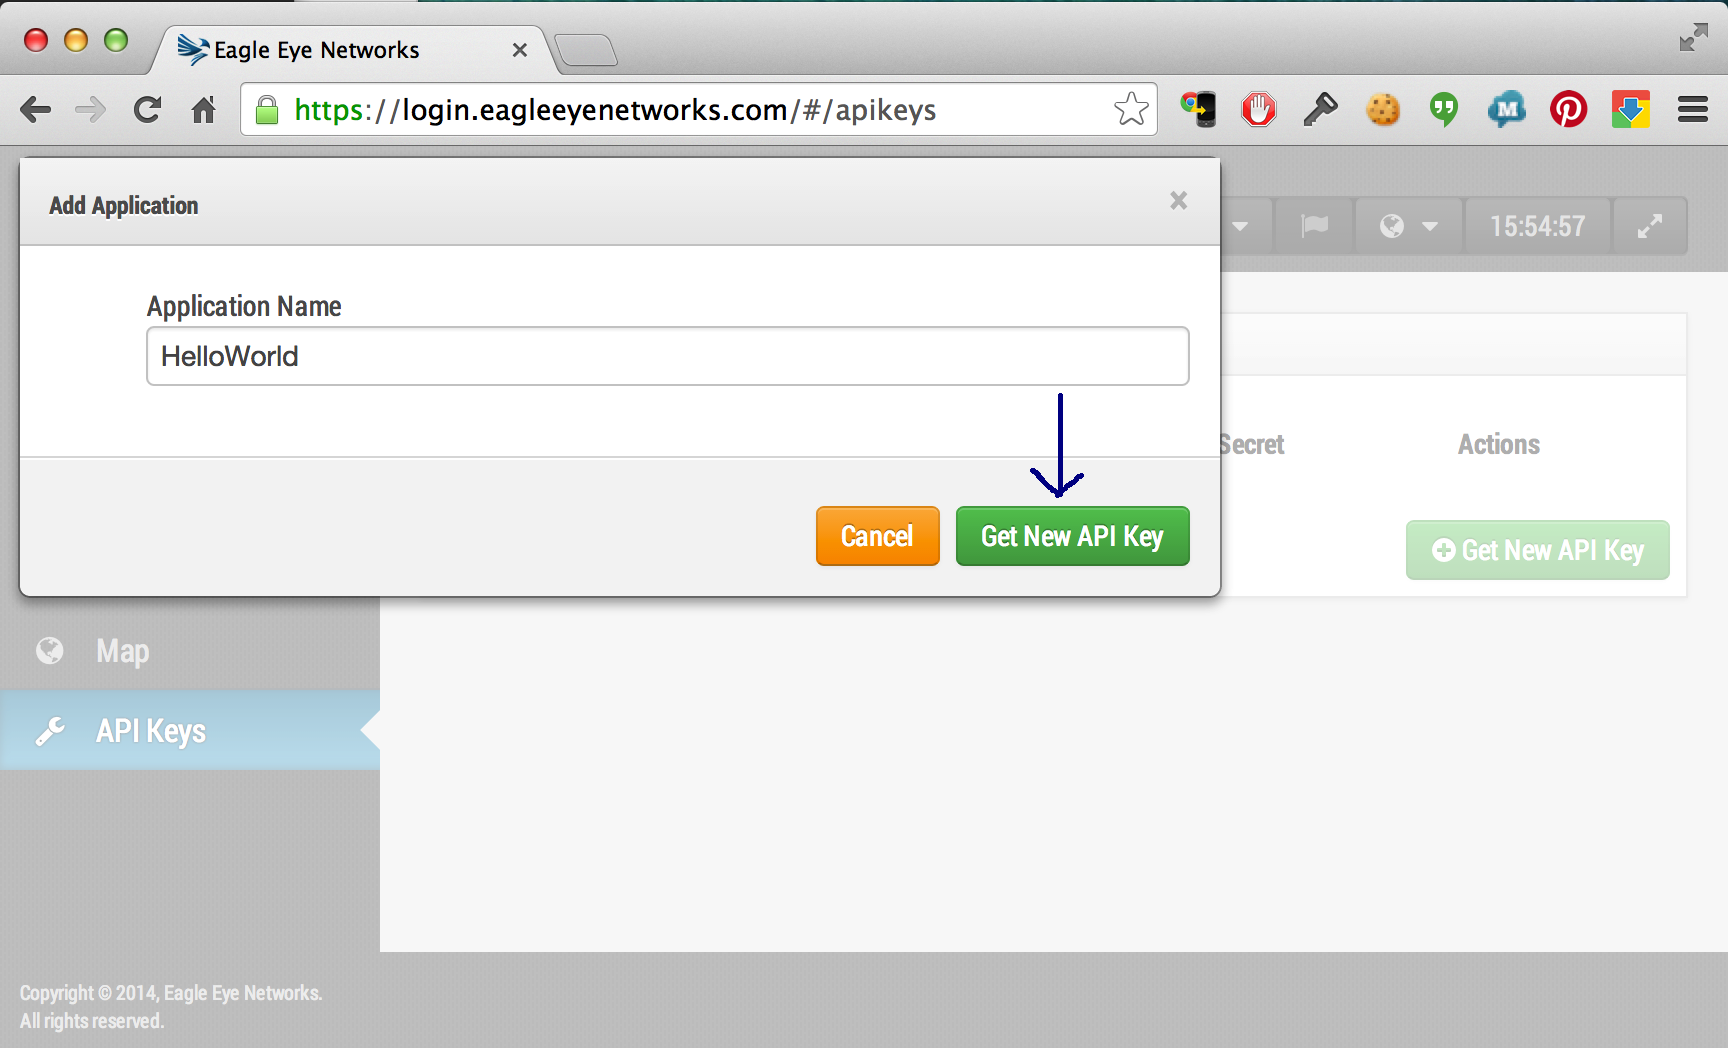 Eagle Eye Networks
https://login.eagleeyenetworks.com/#/apikeys
Add Application
15:54:57
Application Name
HelloWorld
Secret
Actions
Cancel
Get New API Key
Get New API Key
Map
API Keys
Copyright © 2014, Eagle Eye Networks.
All rights reserved.